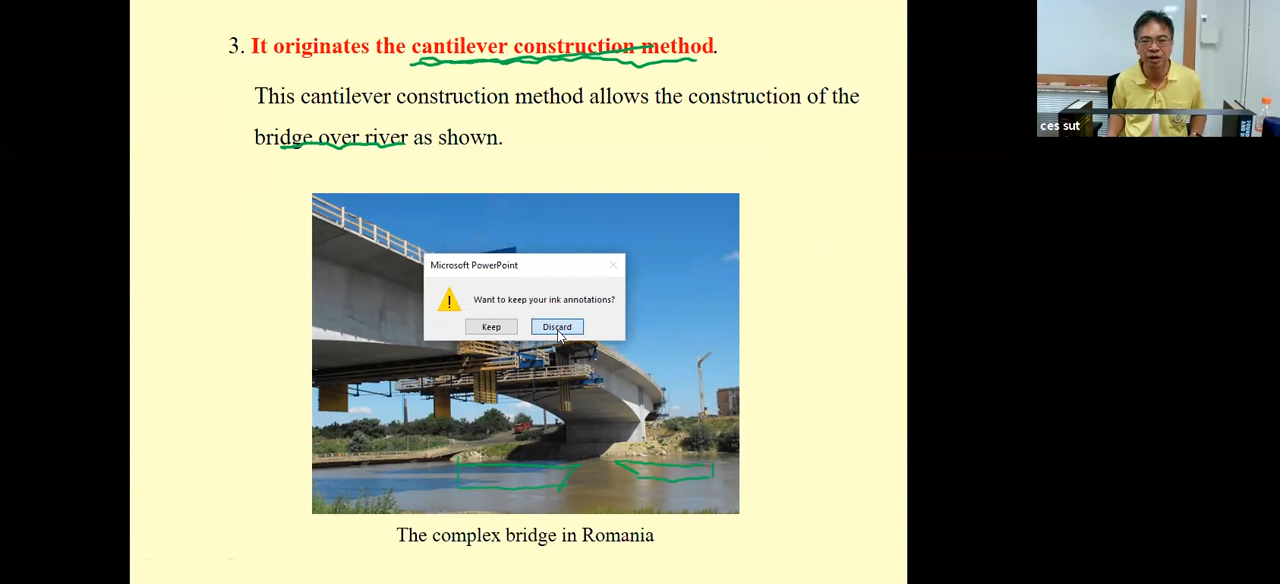 3. It originates the cantilever construction method.
This cantilever construction method allows the construction of the
bridge over river as shown.
Microsoft PowerPoint
Want to keep your ink annotations?
Keep
Discard
The complex bridge in Romania
ces sut